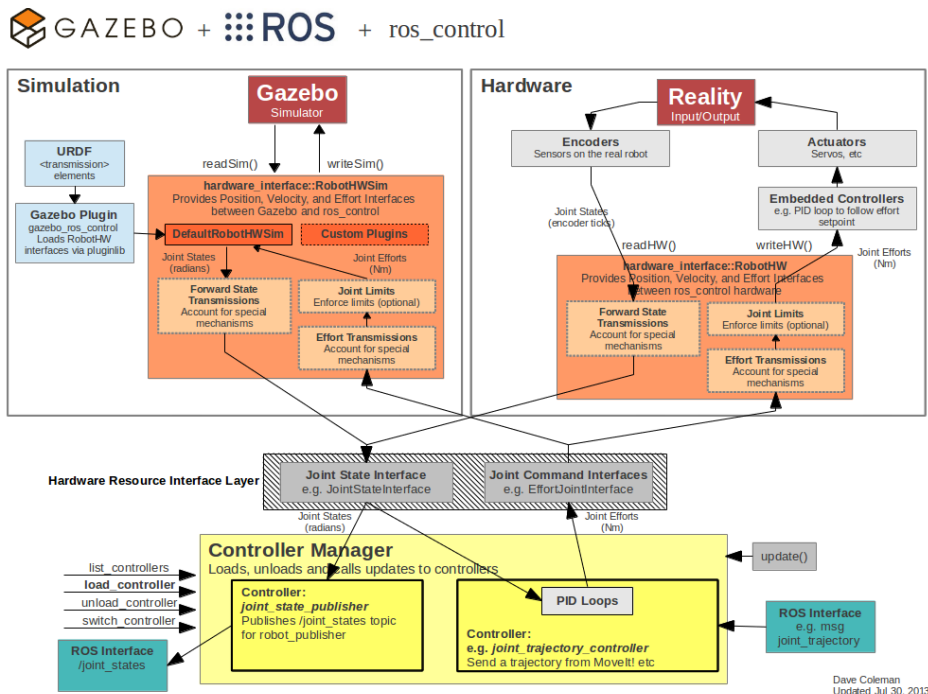 GAZEBO + ROS + ros_control
Simulation
Gazebo
Simulator
readSim()
writeSim()
URDF
<transmission>
elements
Gazebo Plugin
gazebo_ros_control
Loads RobotHW
interfaces via pluginlib
hardware_interface::RobotHWSim
Provides Position, Velocity, and Effort Interfaces
between Gazebo and ros_control
DefaultRobotHWSim
Custom Plugins
Joint States
(radians)
Joint Efforts
(Nm)
Forward State
Transmissions
Account for special
mechanisms
Joint Limits
Enforce limits (optional)
Effort Transmissions
Account for special
mechanisms
Hardware
Reality
Input/Output
Encoders
Sensors on the real robot
Actuators
Servos, etc
Embedded Controllers
e.g. PID loop to follow effort
setpoint
Joint States
(encoder ticks)
readHW()
writeHW()
Joint Efforts
(Nm)
hardware_interface::RobotHW
Provides Position, Velocity, and Effort Interfaces
between ros_control hardware
Forward State
Transmissions
Account for special
mechanisms
Joint Limits
Enforce limits (optional)
Effort Transmissions
Account for special
mechanisms
Hardware Resource Interface Layer
Joint State Interface
e.g. JointStateInterface
Joint Command Interfaces
e.g. EffortJointInterface
Joint States
(radians)
Joint Efforts
(Nm)
Controller Manager
Loads, unloads and calls updates to controllers
update()
list_controllers
load_controller
unload_controller
switch_controller
Controller:
joint_state_publisher
Publishes /joint_states topic
for robot_publisher
PID Loops
Controller:
e.g. joint_trajectory_controller
Send a trajectory from MoveIt! etc
ROS Interface
/joint_states
ROS Interface
e.g. msg
joint_trajectory
Dave Coleman
Updated Jul 30, 2013